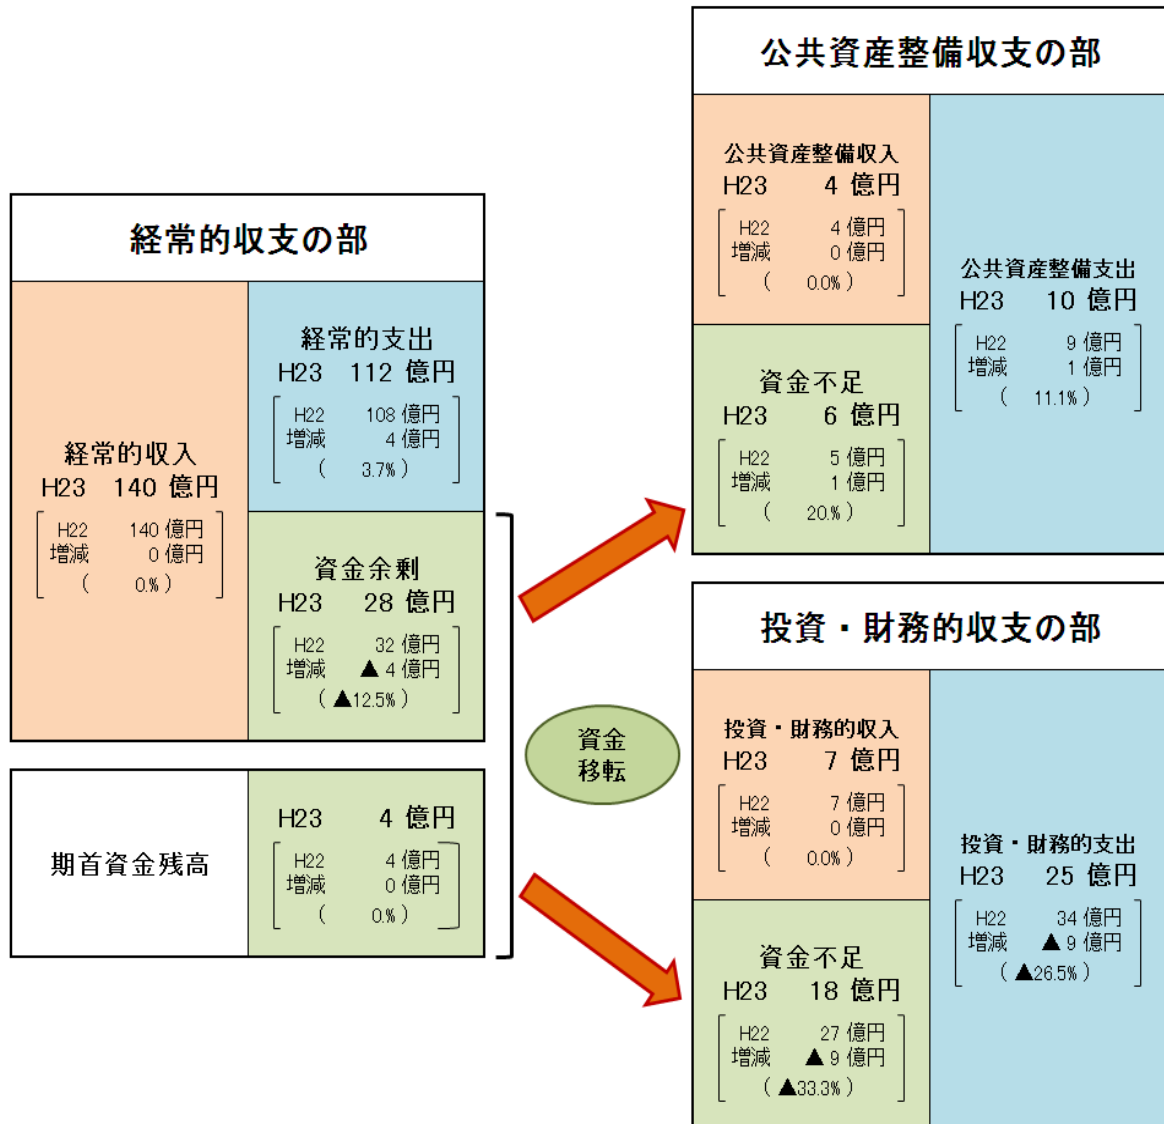 経常的収支の部
経常的収入
H23 140 億円
H22 140 億円
増減 0 億円
( 0.% )
経常的支出
H23 112 億円
H22 108 億円
増減 4 億円
( 3.7% )
資金余剰
H23 28 億円
H22 32 億円
増減 ▲ 4 億円
( ▲12.5% )
期首資金残高
H23 4 億円
H22 4 億円
増減 0 億円
( 0.% )
資金
移転
公共資産整備収支の部
公共資産整備収入
H23 4 億円
H22 4 億円
増減 0 億円
( 0.0% )
資金不足
H23 6 億円
H22 5 億円
増減 1 億円
( 20.% )
公共資産整備支出
H23 10 億円
H22 9 億円
増減 1 億円
( 11.1% )
投資・財務的収支の部
投資・財務的収入
H23 7 億円
H22 7 億円
増減 0 億円
( 0.0% )
資金不足
H23 18 億円
H22 27 億円
増減 ▲ 9 億円
( ▲33.3% )
投資・財務的支出
H23 25 億円
H22 34 億円
増減 ▲ 9 億円
( ▲26.5% )